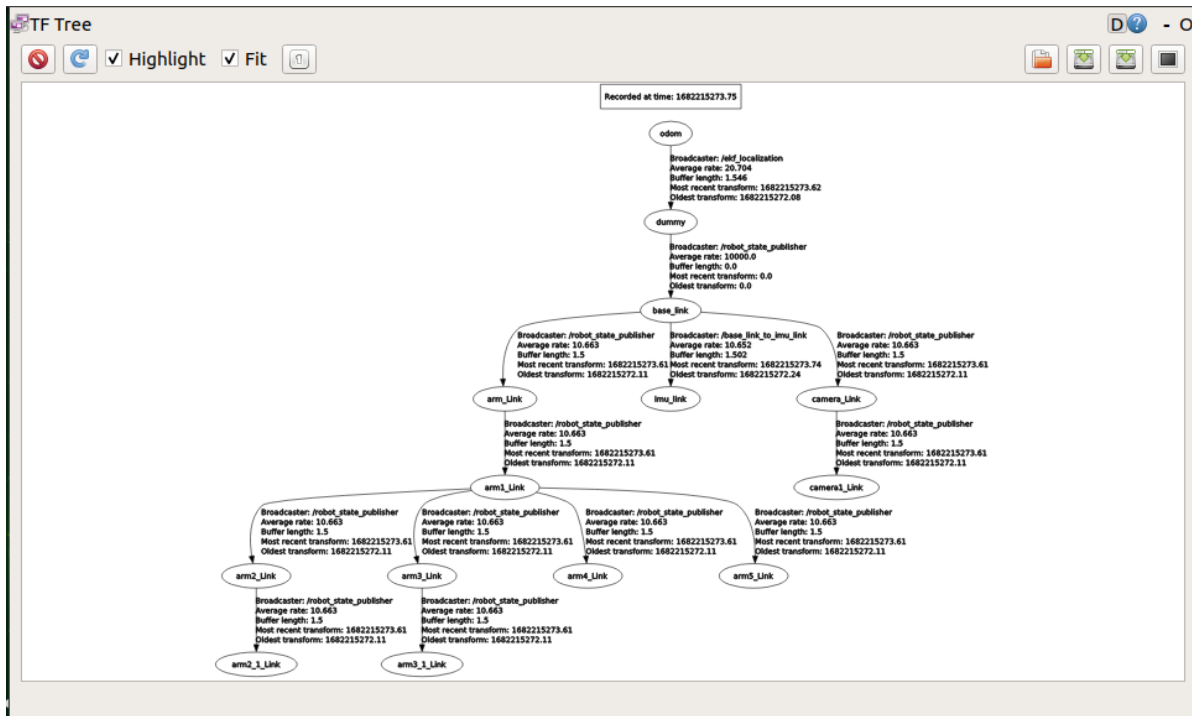 TF Tree
D
?
- O
Highlight
Fit
Recorded at time: 1682215273.75
odom
Broadcaster: /ekf_localization
Average rate: 20.704
Buffer length: 1.546
Most recent transform: 1682215273.62
Oldest transform: 1682215272.08
dummy
Broadcaster: /robot_state_publisher
Average rate: 10000.0
Buffer length: 0.0
Most recent transform: 0.0
Oldest transform: 0.0
base_link
Broadcaster: /robot_state_publisher
Average rate: 10.663
Buffer length: 1.5
Most recent transform: 1682215273.61
Oldest transform: 1682215272.11
Broadcaster: /base_link_to_imu_link
Average rate: 10.652
Buffer length: 1.502
Most recent transform: 1682215273.74
Oldest transform: 1682215272.24
Broadcaster: /robot_state_publisher
Average rate: 10.663
Buffer length: 1.5
Most recent transform: 1682215273.61
Oldest transform: 1682215272.11
arm_Link
imu_link
camera_Link
Broadcaster: /robot_state_publisher
Average rate: 10.663
Buffer length: 1.5
Most recent transform: 1682215273.61
Oldest transform: 1682215272.11
Broadcaster: /robot_state_publisher
Average rate: 10.663
Buffer length: 1.5
Most recent transform: 1682215273.61
Oldest transform: 1682215272.11
arm1_Link
camera1_Link
Broadcaster: /robot_state_publisher
Average rate: 10.663
Buffer length: 1.5
Most recent transform: 1682215273.61
Oldest transform: 1682215272.11
Broadcaster: /robot_state_publisher
Average rate: 10.663
Buffer length: 1.5
Most recent transform: 1682215273.61
Oldest transform: 1682215272.11
Broadcaster: /robot_state_publisher
Average rate: 10.663
Buffer length: 1.5
Most recent transform: 1682215273.61
Oldest transform: 1682215272.11
Broadcaster: /robot_state_publisher
Average rate: 10.663
Buffer length: 1.5
Most recent transform: 1682215273.61
Oldest transform: 1682215272.11
arm2_Link
arm3_Link
arm4_Link
arm5_Link
Broadcaster: /robot_state_publisher
Average rate: 10.663
Buffer length: 1.5
Most recent transform: 1682215273.61
Oldest transform: 1682215272.11
Broadcaster: /robot_state_publisher
Average rate: 10.663
Buffer length: 1.5
Most recent transform: 1682215273.61
Oldest transform: 1682215272.11
arm2_1_Link
arm3_1_Link